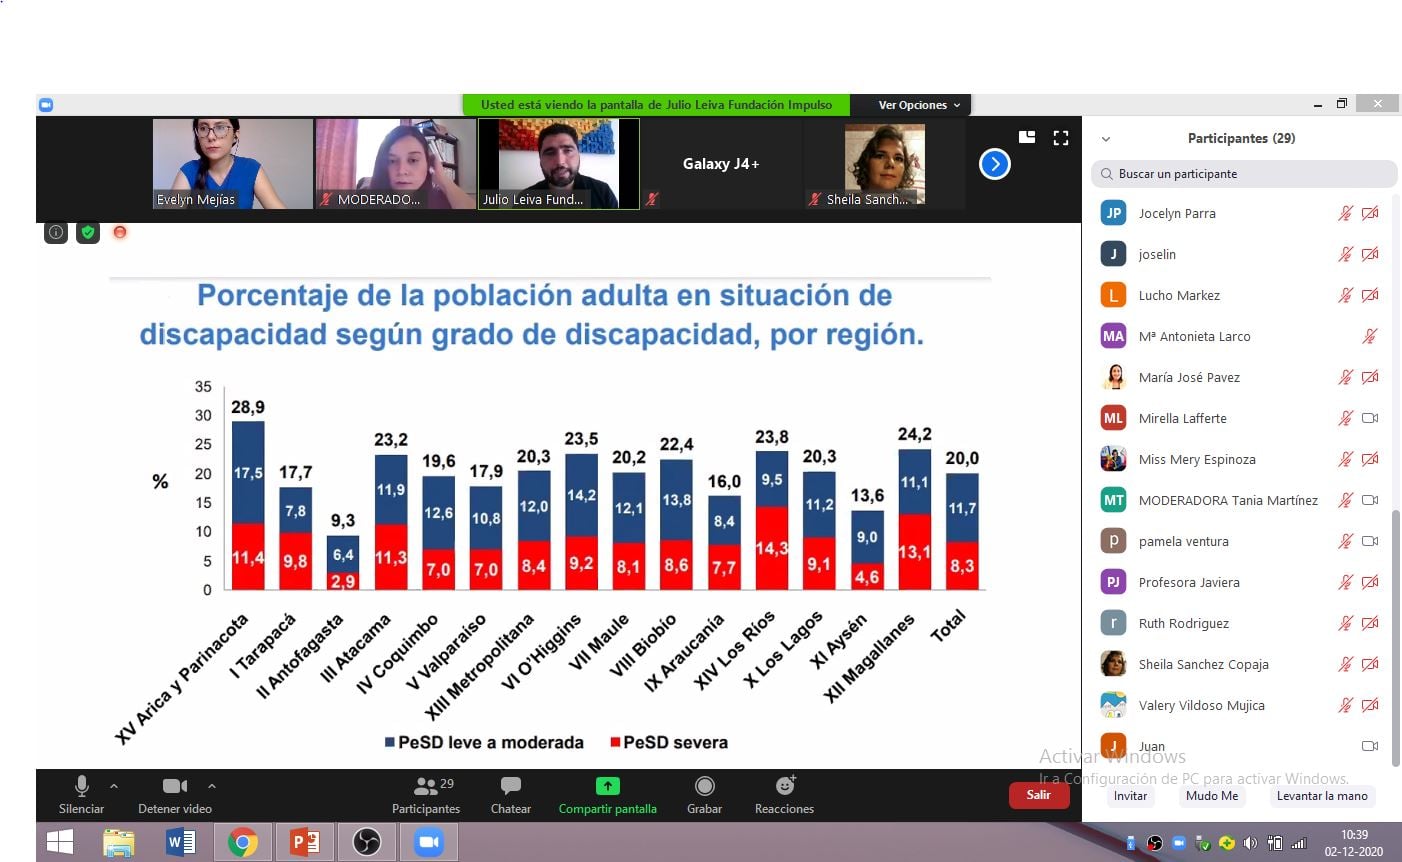 Usted está viendo la pantalla de Julio Leiva Fundación Impulso
Ver Opciones
Evelyn Mejías
MODERADO...
Julio Leiva Fund...
Galaxy J4+
Sheila Sanch...
Participantes (29)
Buscar un participante
JP Jocelyn Parra
J joselin
L Lucho Markez
MA Mª Antonieta Larco
María José Pavez
ML Mirella Lafferte
Miss Mery Espinoza
MT MODERADORA Tania Martínez
p pamela ventura
PJ Profesora Javiera
r Ruth Rodriguez
Sheila Sanchez Copaja
Valery Vildoso Mujica
J Juan
Activar Windows
Ir a Configuración de PC para activar Windows.
Invitar Mudo Me Levantar la mano
Porcentaje de la población adulta en situación de
discapacidad según grado de discapacidad, por región.
%
35
30
25
20
15
10
5
0
28,9 17,7 9,3 23,2 19,6 17,9 20,3 23,5 20,2 22,4 16,0 23,8 20,3 13,6 24,2 20,0
17,5 7,8 6,4 11,9 12,6 10,8 12,0 14,2 12,1 13,8 8,4 9,5 11,2 9,0 11,1 11,7
11,4 9,8 2,9 11,3 7,0 7,0 8,4 9,2 8,1 8,6 7,7 14,3 9,1 4,6 13,1 8,3
XV Arica y Parinacota
I Tarapacá
II Antofagasta
III Atacama
IV Coquimbo
V Valparaíso
XIII Metropolitana
VI O'Higgins
VII Maule
VIII Biobío
IX Araucanía
XIV Los Ríos
X Los Lagos
XI Aysén
XII Magallanes
Total
PeSD leve a moderada PeSD severa
Silenciar
Detener video
29
Participantes
Chatear
Compartir pantalla
Grabar
Reacciones
Salir
10:39
02-12-2020